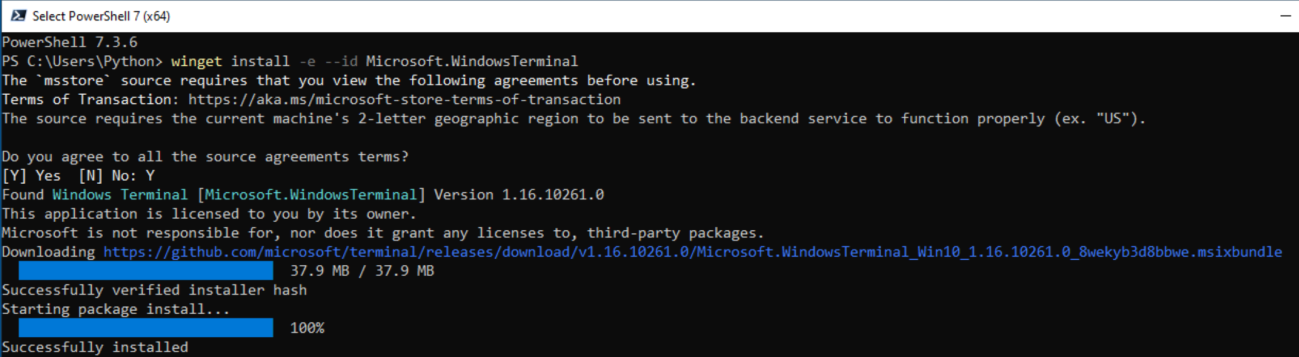 Select PowerShell 7 (x64)
PowerShell 7.3.6
PS C:\Users\Python> winget install -e --id Microsoft.WindowsTerminal
The `msstore` source requires that you view the following agreements before using.
Terms of Transaction: https://aka.ms/microsoft-store-terms-of-transaction
The source requires the current machine's 2-letter geographic region to be sent to the backend service to function properly (ex. "US").
Do you agree to all the source agreements terms?
[Y] Yes  [N] No: Y
Found Windows Terminal [Microsoft.WindowsTerminal] Version 1.16.10261.0
This application is licensed to you by its owner.
Microsoft is not responsible for, nor does it grant any licenses to, third-party packages.
Downloading https://github.com/microsoft/terminal/releases/download/v1.16.10261.0/Microsoft.WindowsTerminal_Win10_1.16.10261.0_8wekyb3d8bbwe.msixbundle
37.9 MB / 37.9 MB
Successfully verified installer hash
Starting package install...
100%
Successfully installed